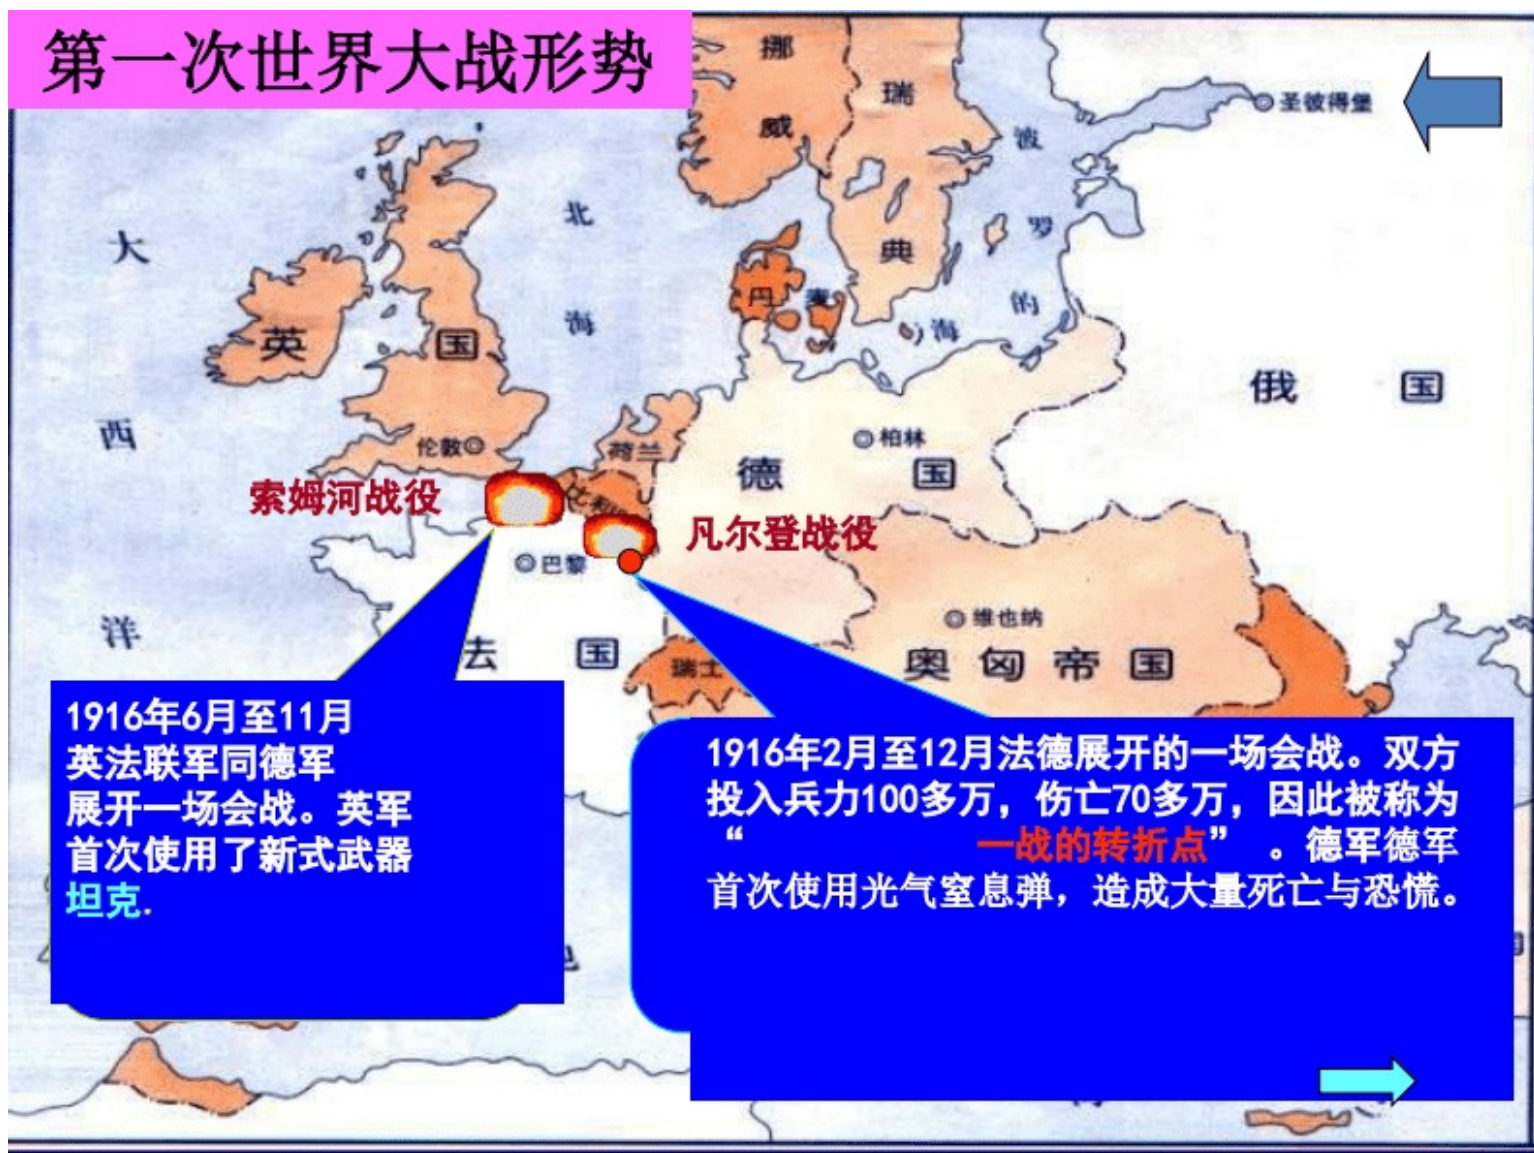 第一次世界大战形势
挪
威
瑞
典
圣彼得堡
波
罗
的
海
大
西
洋
北
海
丹 麦
英 国
俄 国
伦敦
荷兰
柏林
德 国
索姆河战役
比利
凡尔登战役
巴黎
维也纳
法 国
瑞士
奥匈帝国
1916年6月至11月
英法联军同德军
展开一场会战。英军
首次使用了新式武器
坦克.
1916年2月至12月法德展开的一场会战。双方
投入兵力100多万，伤亡70多万，因此被称为
“ 一战的转折点” 。德军德军
首次使用光气窒息弹，造成大量死亡与恐慌。